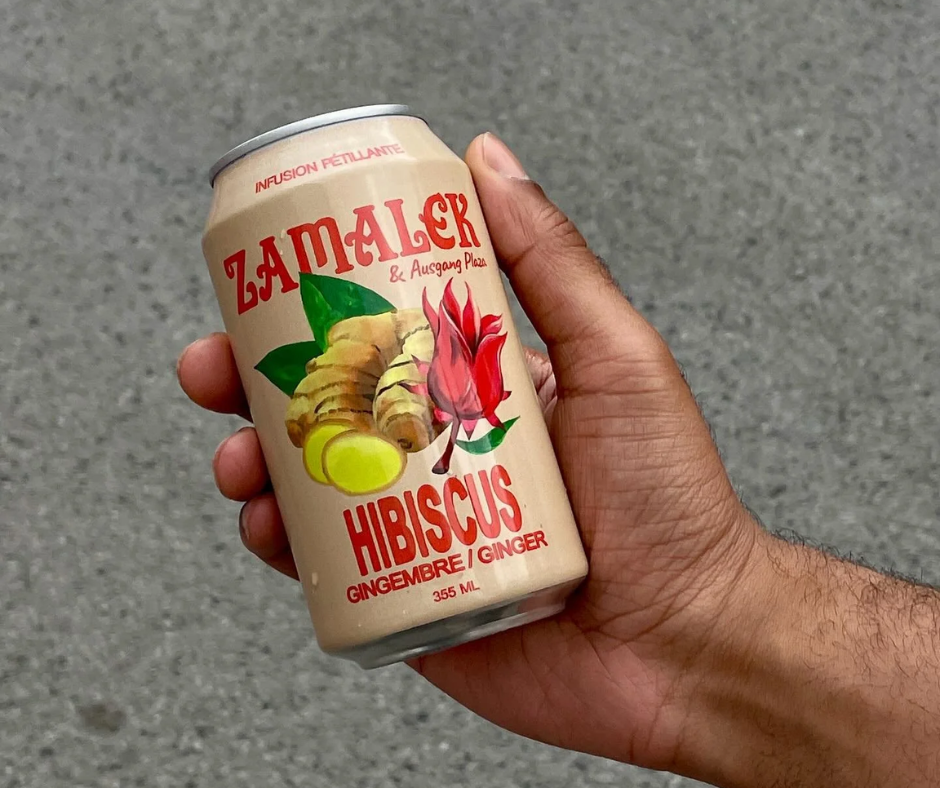 INFUSION PÉTILLANTE
ZAMALEK
& Ausgang Plaza
HIBISCUS
GINGEMBRE / GINGER
355 ML